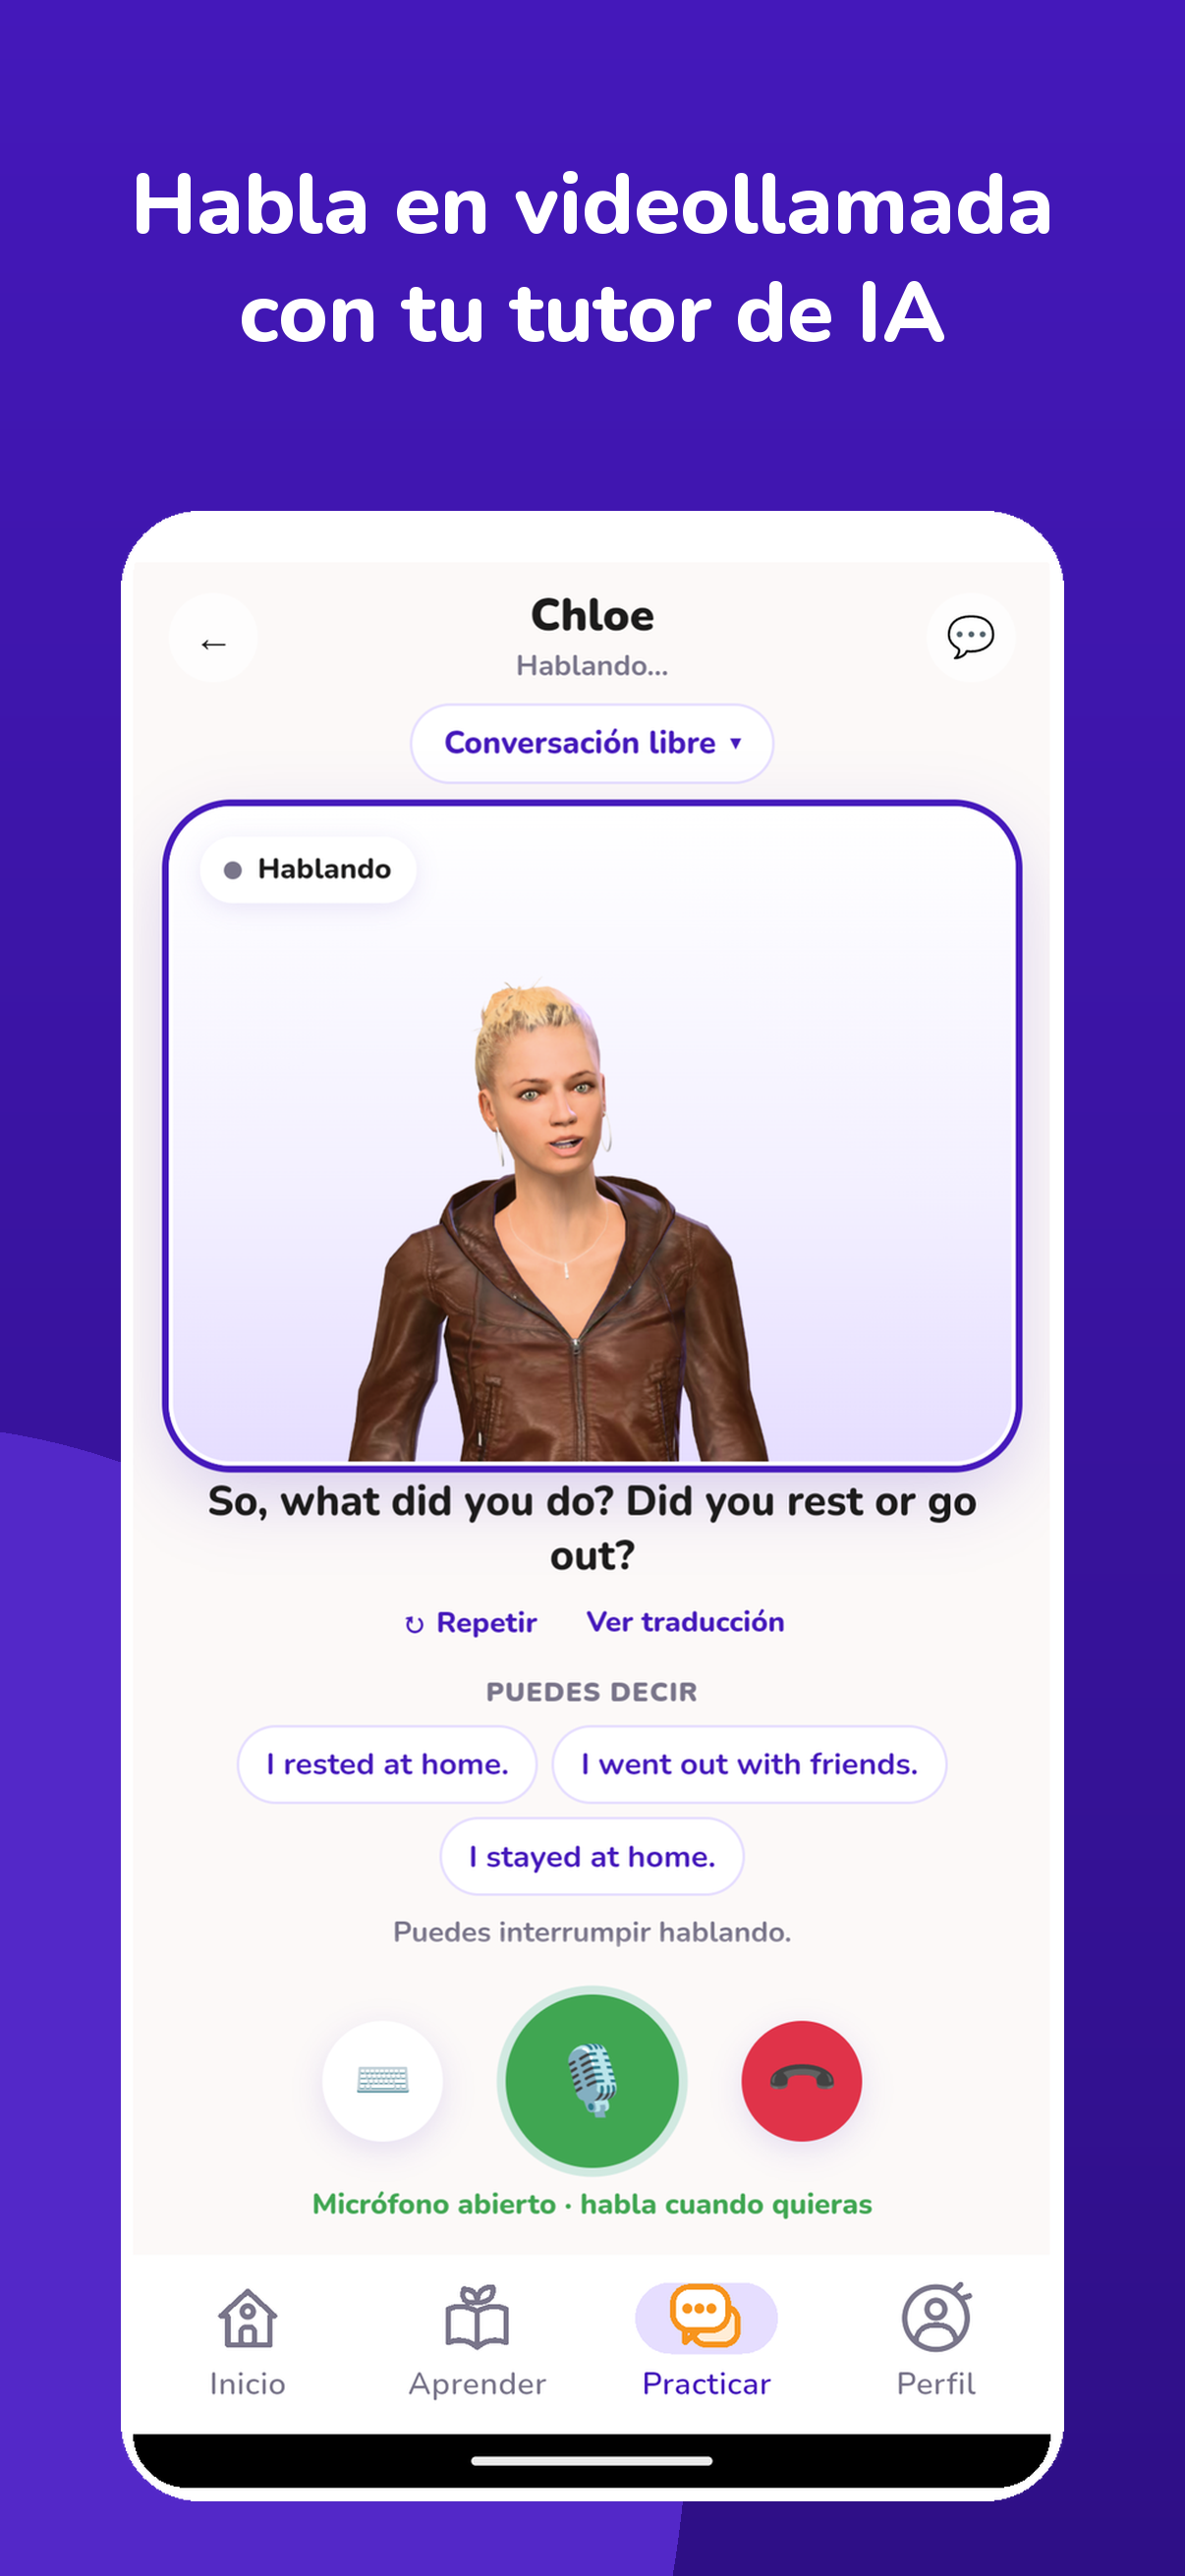 Habla en videollamada
con tu tutor de IA
←
Chloe
Hablando...
Conversación libre ▾
Hablando
So, what did you do? Did you rest or go
out?
↻ Repetir
Ver traducción
PUEDES DECIR
I rested at home.
I went out with friends.
I stayed at home.
Puedes interrumpir hablando.
Micrófono abierto · habla cuando quieras
Inicio
Aprender
Practicar
Perfil